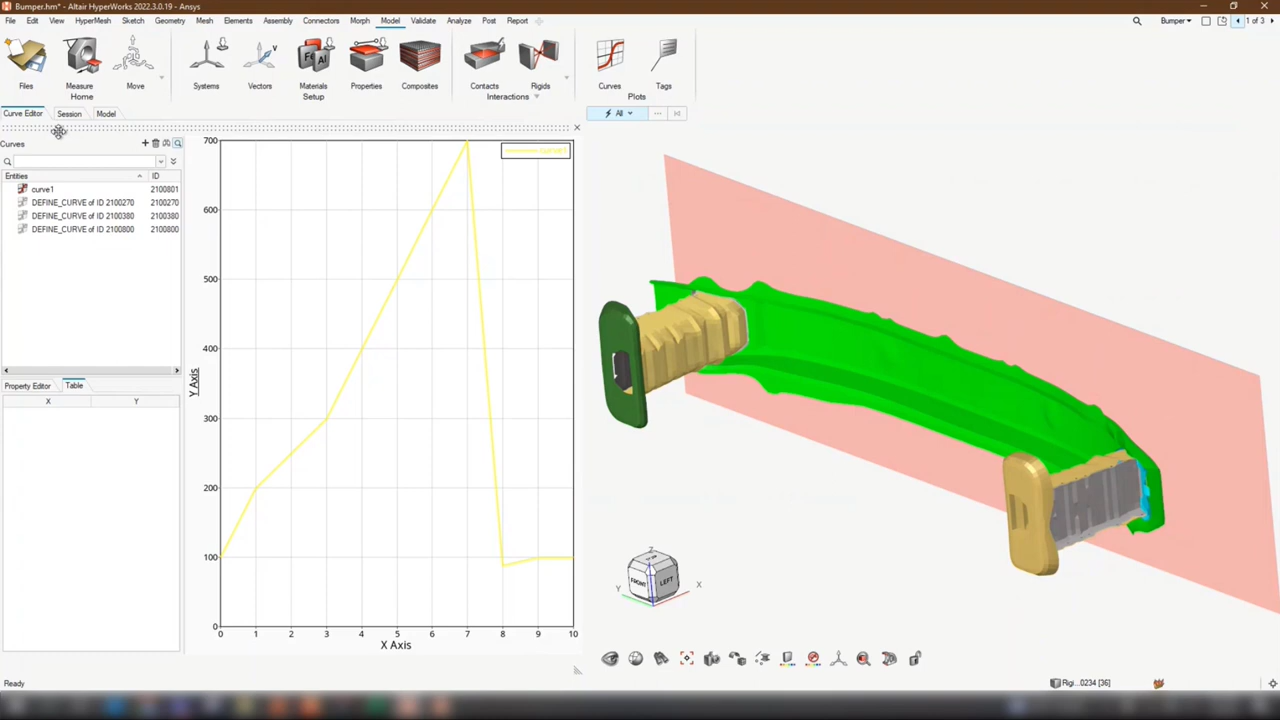 Bumper.hm* - Altair HyperWorks 2022.3.0.19 - Ansys
File Edit View HyperMesh Sketch Geometry Mesh Elements Assembly Connectors Morph Model Validate Analyze Post Report Bumper 1 of 3
Files Measure Move Systems Vectors Materials Properties Composites Contacts Rigids Curves Tags
Home Setup Interactions Plots
Curve Editor Session Model All
Curves
Entities ID
curve1 2100801
DEFINE_CURVE of ID 2100270 2100270
DEFINE_CURVE of ID 2100380 2100380
DEFINE_CURVE of ID 2100800 2100800
Property Editor Table
X Y
700
600
500
400
300
200
100
0
Y Axis
0 1 2 3 4 5 6 7 8 9 10
X Axis
Z
FRONT LEFT
Y X
Ready
Rigi...0234 [36]